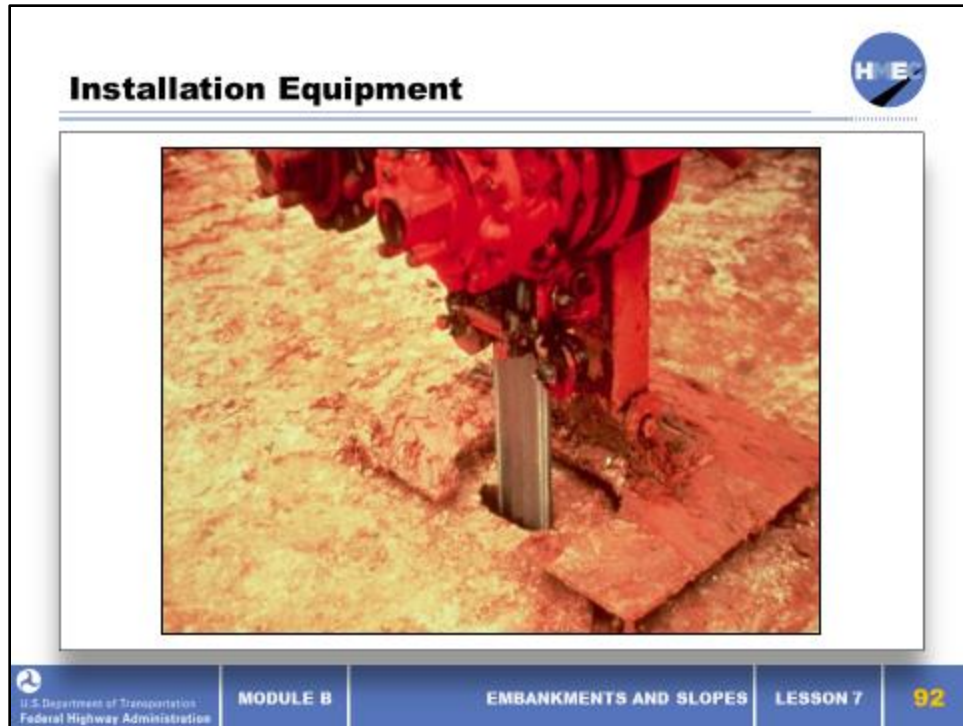 Installation Equipment
HMEC
U.S.Department of Transportation
Federal Highway Administration
MODULE B
EMBANKMENTS AND SLOPES
LESSON 7
92